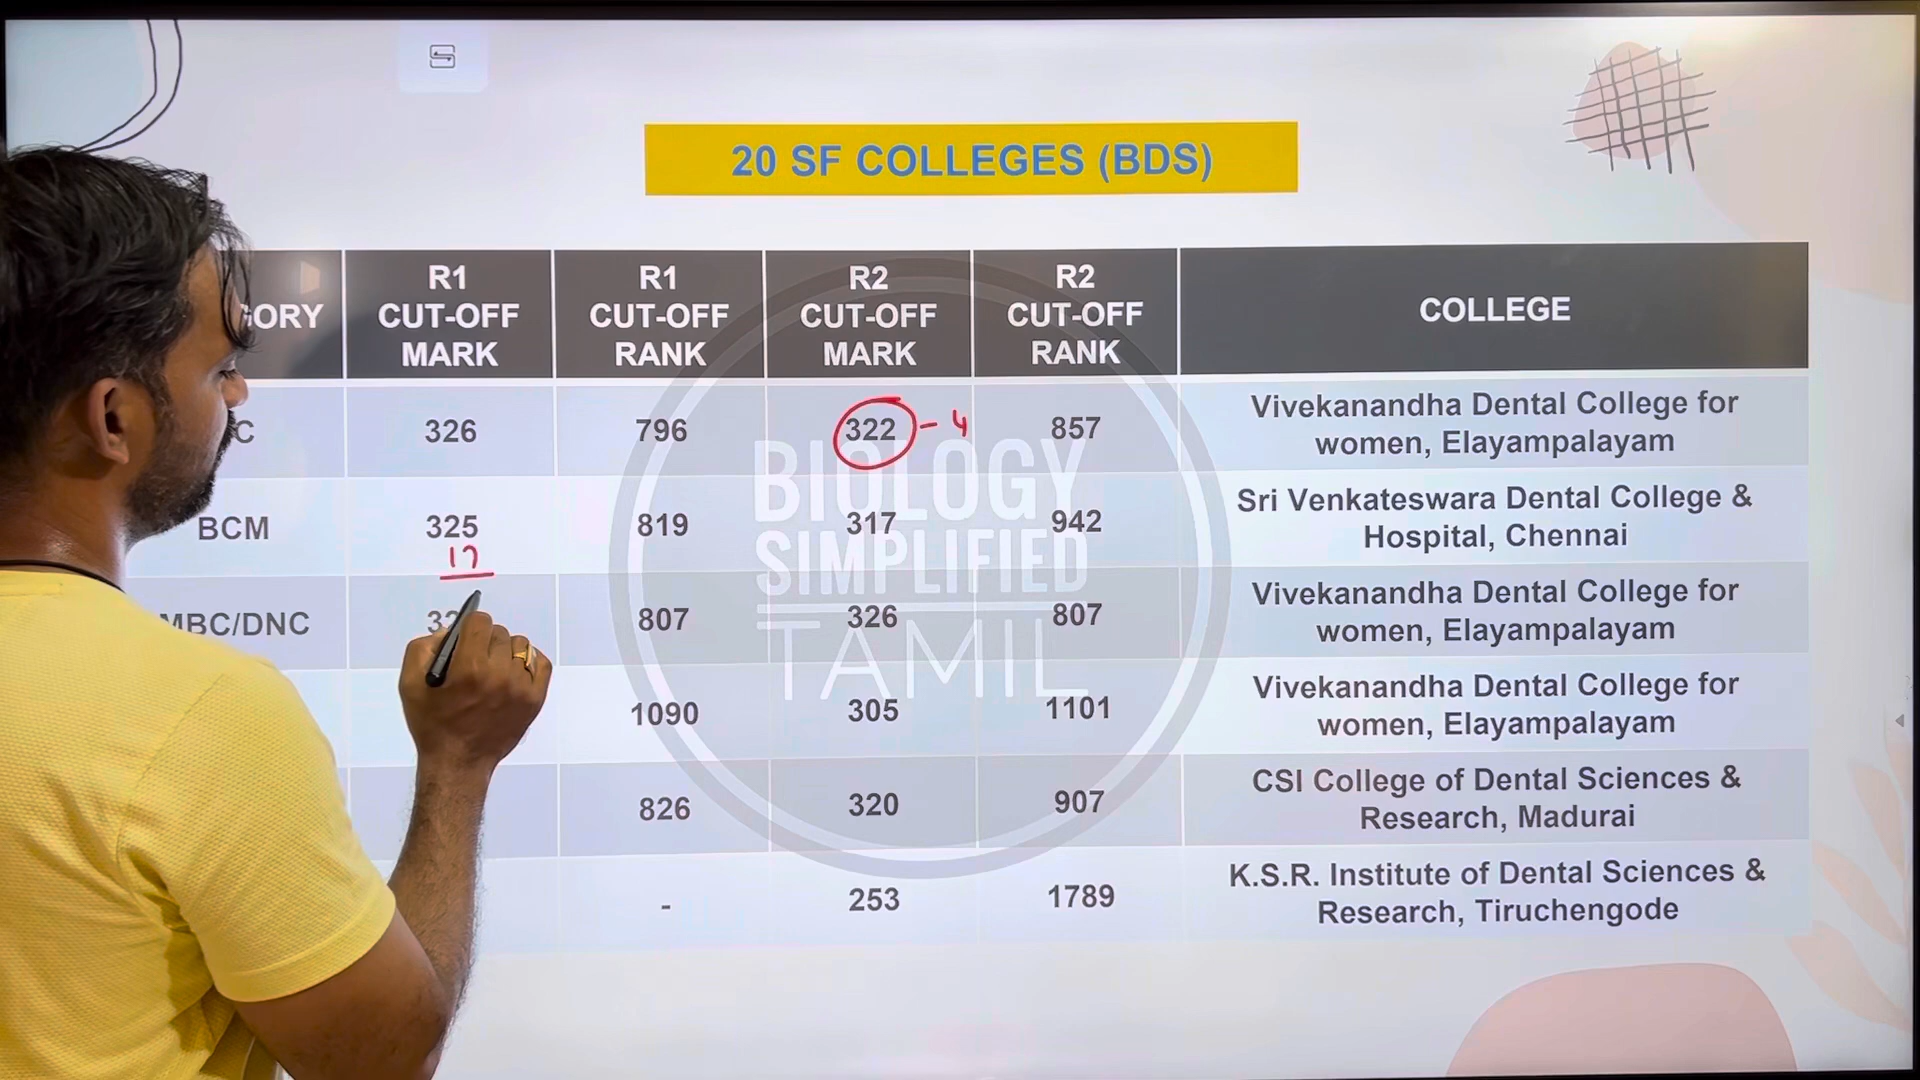 20 SF COLLEGES (BDS)
R1
CUT-OFF
MARK
R1
CUT-OFF
RANK
R2
CUT-OFF
MARK
R2
CUT-OFF
RANK
COLLEGE
326
796
322
- 4
857
Vivekanandha Dental College for
women, Elayampalayam
BCM
325
17
819
317
942
Sri Venkateswara Dental College &
Hospital, Chennai
MBC/DNC
807
326
807
Vivekanandha Dental College for
women, Elayampalayam
1090
305
1101
Vivekanandha Dental College for
women, Elayampalayam
826
320
907
CSI College of Dental Sciences &
Research, Madurai
-
253
1789
K.S.R. Institute of Dental Sciences &
Research, Tiruchengode
BIOLOGY
SIMPLIFIED
TAMIL